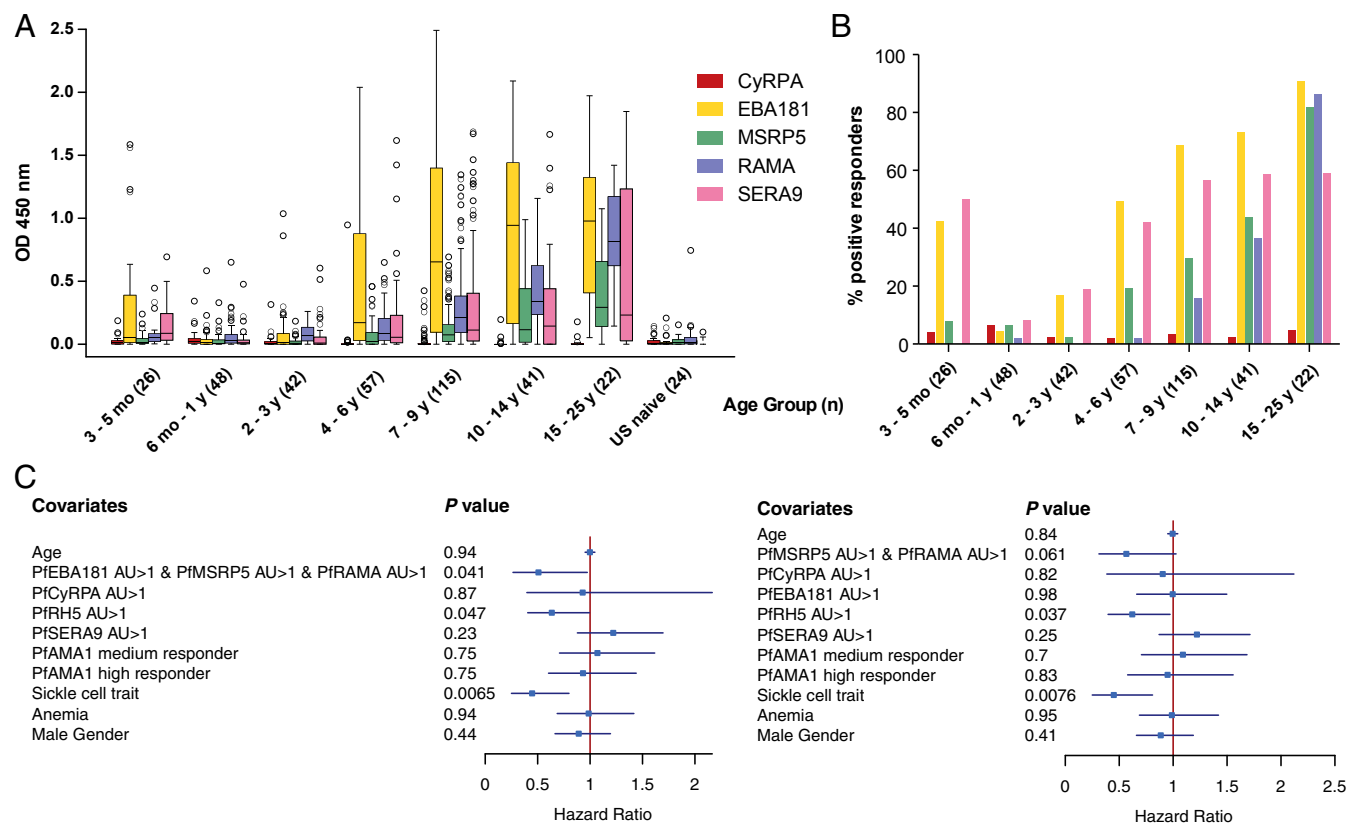 A
2.5
2.0
1.5
1.0
0.5
0.0
OD 450 nm
CyRPA
EBA181
MSRP5
RAMA
SERA9
3 - 5 mo (26)
6 mo - 1 y (48)
2 - 3 y (42)
4 - 6 y (57)
7 - 9 y (115)
10 - 14 y (41)
15 - 25 y (22)
US naive (24)
Age Group (n)
B
100
80
60
40
20
0
% positive responders
3 - 5 mo (26)
6 mo - 1 y (48)
2 - 3 y (42)
4 - 6 y (57)
7 - 9 y (115)
10 - 14 y (41)
15 - 25 y (22)
C
Covariates P value
Age 0.94
PfEBA181 AU>1 & PfMSRP5 AU>1 & PfRAMA AU>1 0.041
PfCyRPA AU>1 0.87
PfRH5 AU>1 0.047
PfSERA9 AU>1 0.23
PfAMA1 medium responder 0.75
PfAMA1 high responder 0.75
Sickle cell trait 0.0065
Anemia 0.94
Male Gender 0.44
0 0.5 1 1.5 2
Hazard Ratio
Covariates P value
Age 0.84
PfMSRP5 AU>1 & PfRAMA AU>1 0.061
PfCyRPA AU>1 0.82
PfEBA181 AU>1 0.98
PfRH5 AU>1 0.037
PfSERA9 AU>1 0.25
PfAMA1 medium responder 0.7
PfAMA1 high responder 0.83
Sickle cell trait 0.0076
Anemia 0.95
Male Gender 0.41
0 0.5 1 1.5 2 2.5
Hazard Ratio